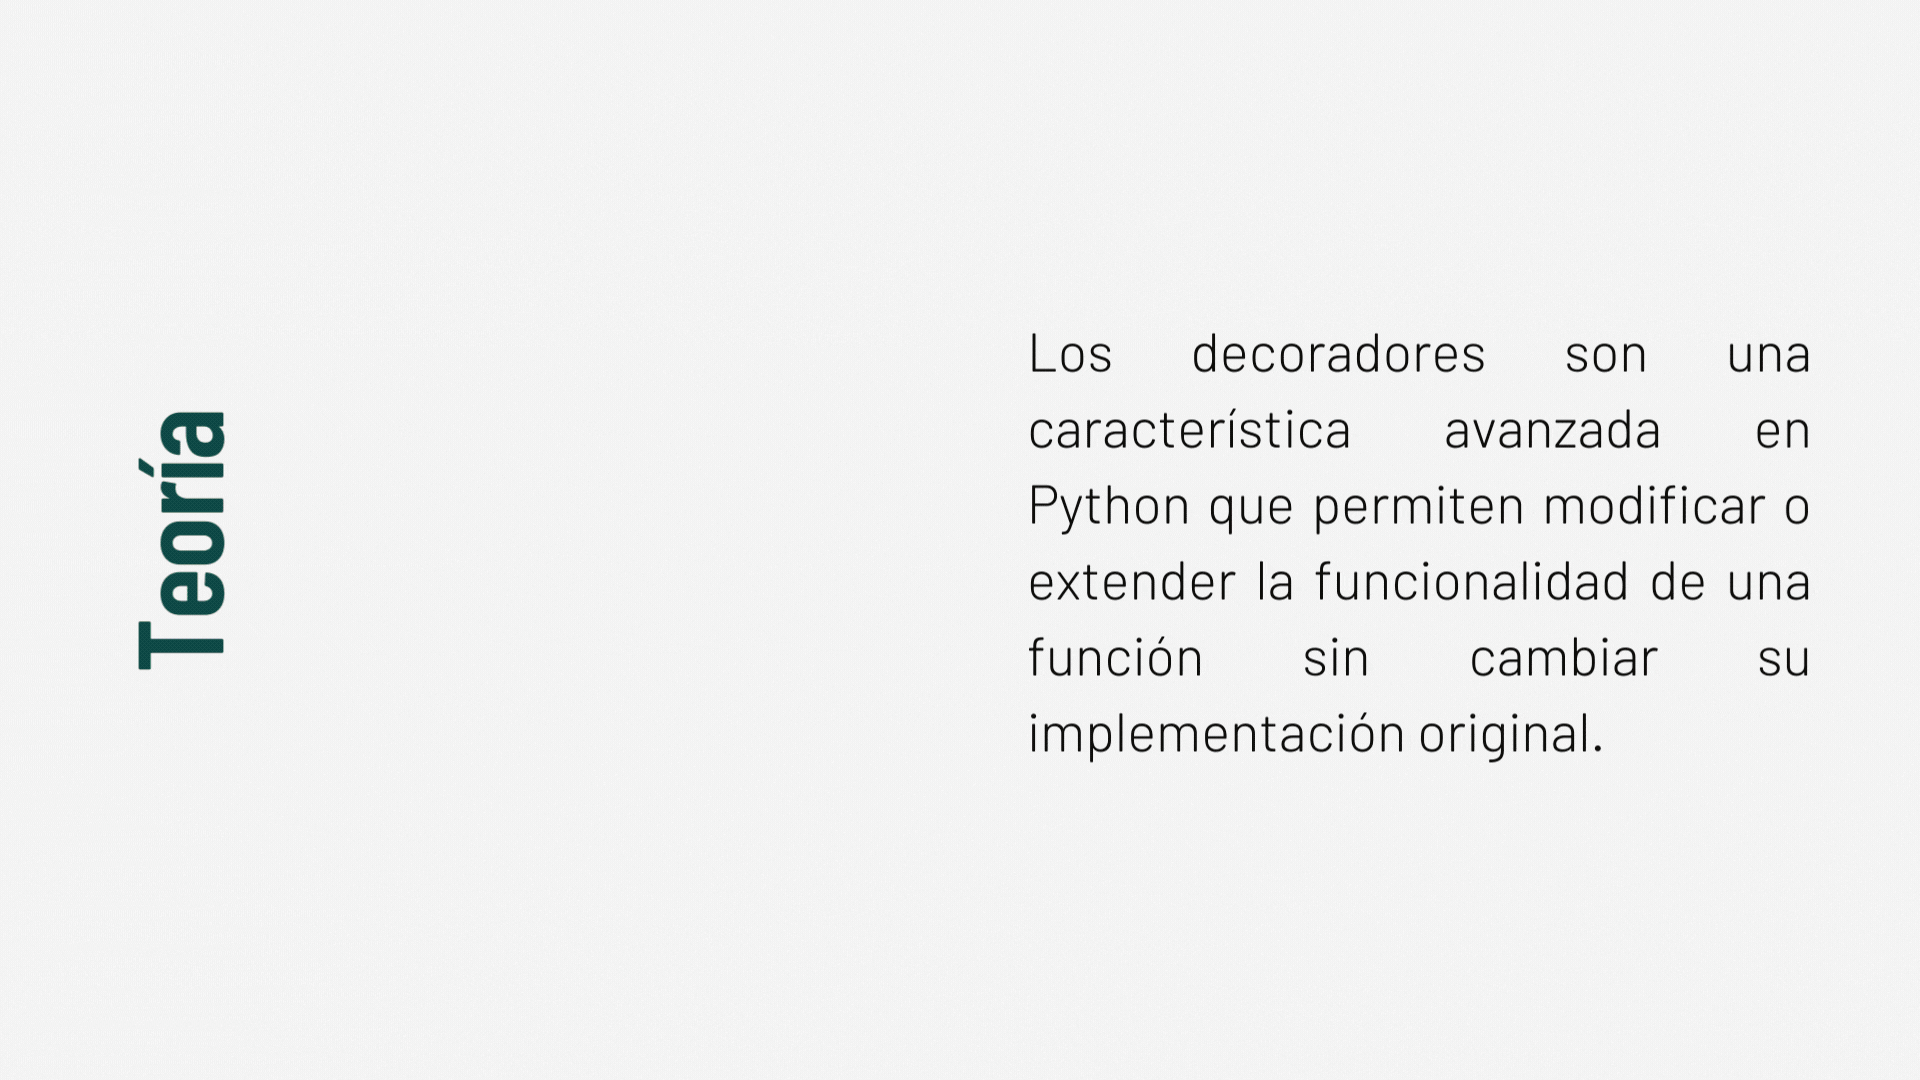 Teoría
Los decoradores son una
característica avanzada en
Python que permiten modificar o
extender la funcionalidad de una
función sin cambiar su
implementación original.